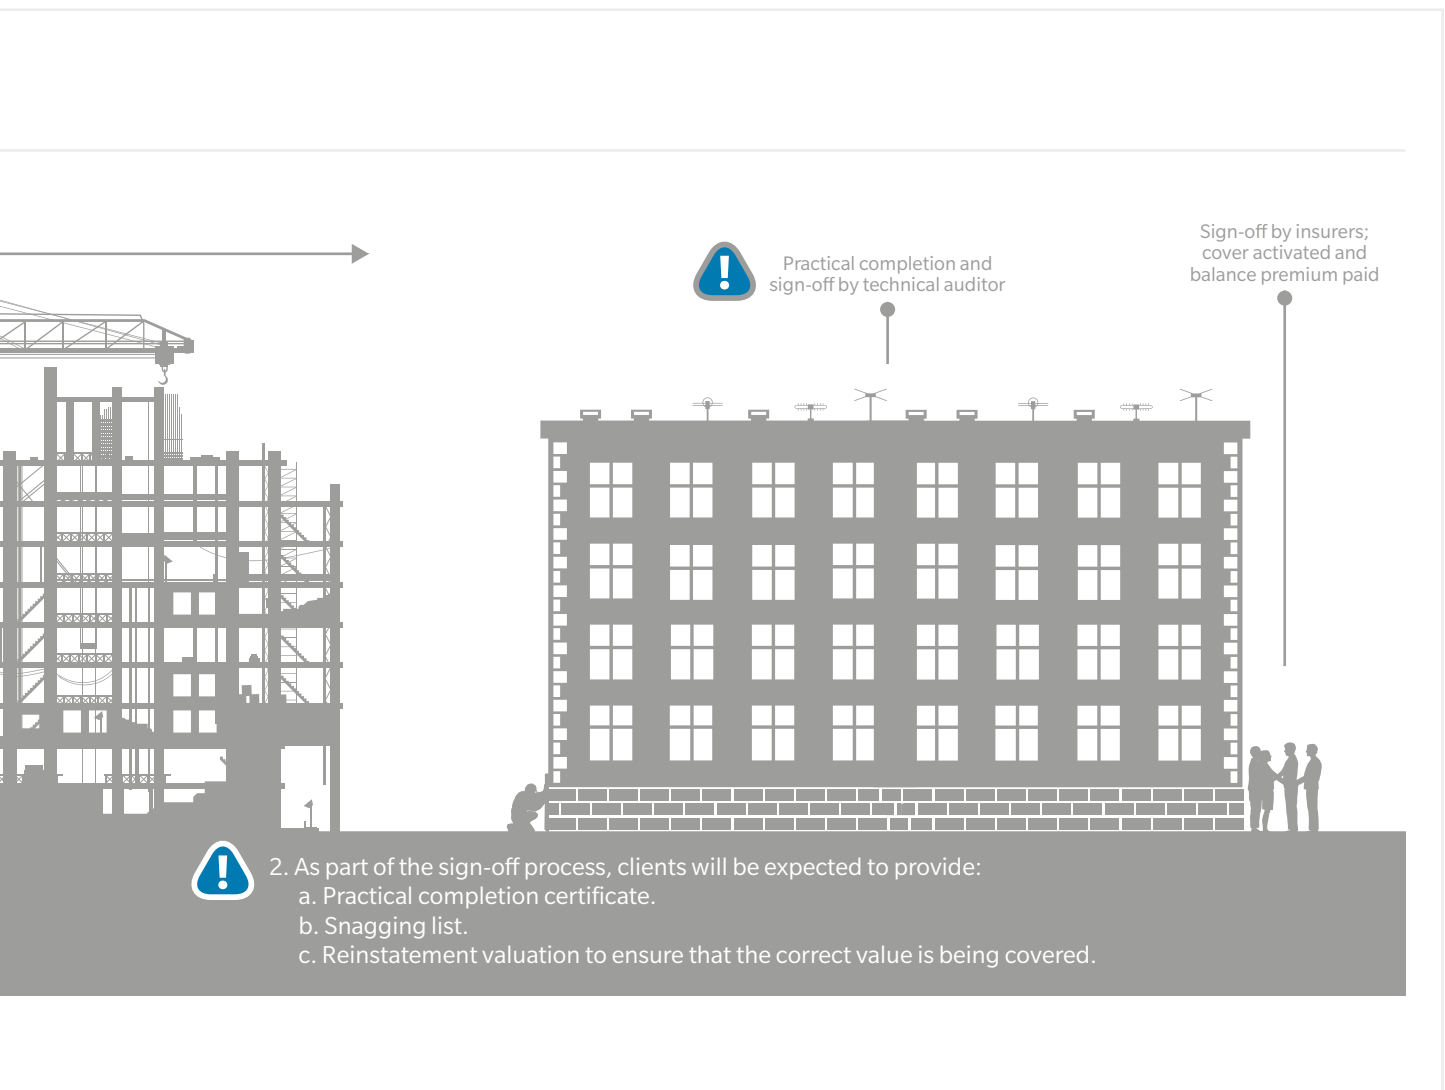 Practical completion and
sign-off by technical auditor
Sign-off by insurers;
cover activated and
balance premium paid
2. As part of the sign-off process, clients will be expected to provide:
a. Practical completion certificate.
b. Snagging list.
c. Reinstatement valuation to ensure that the correct value is being covered.